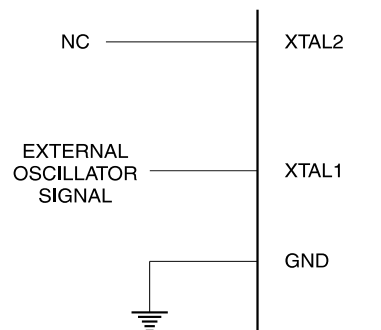 NC
XTAL2
EXTERNAL
OSCILLATOR
SIGNAL
XTAL1
GND